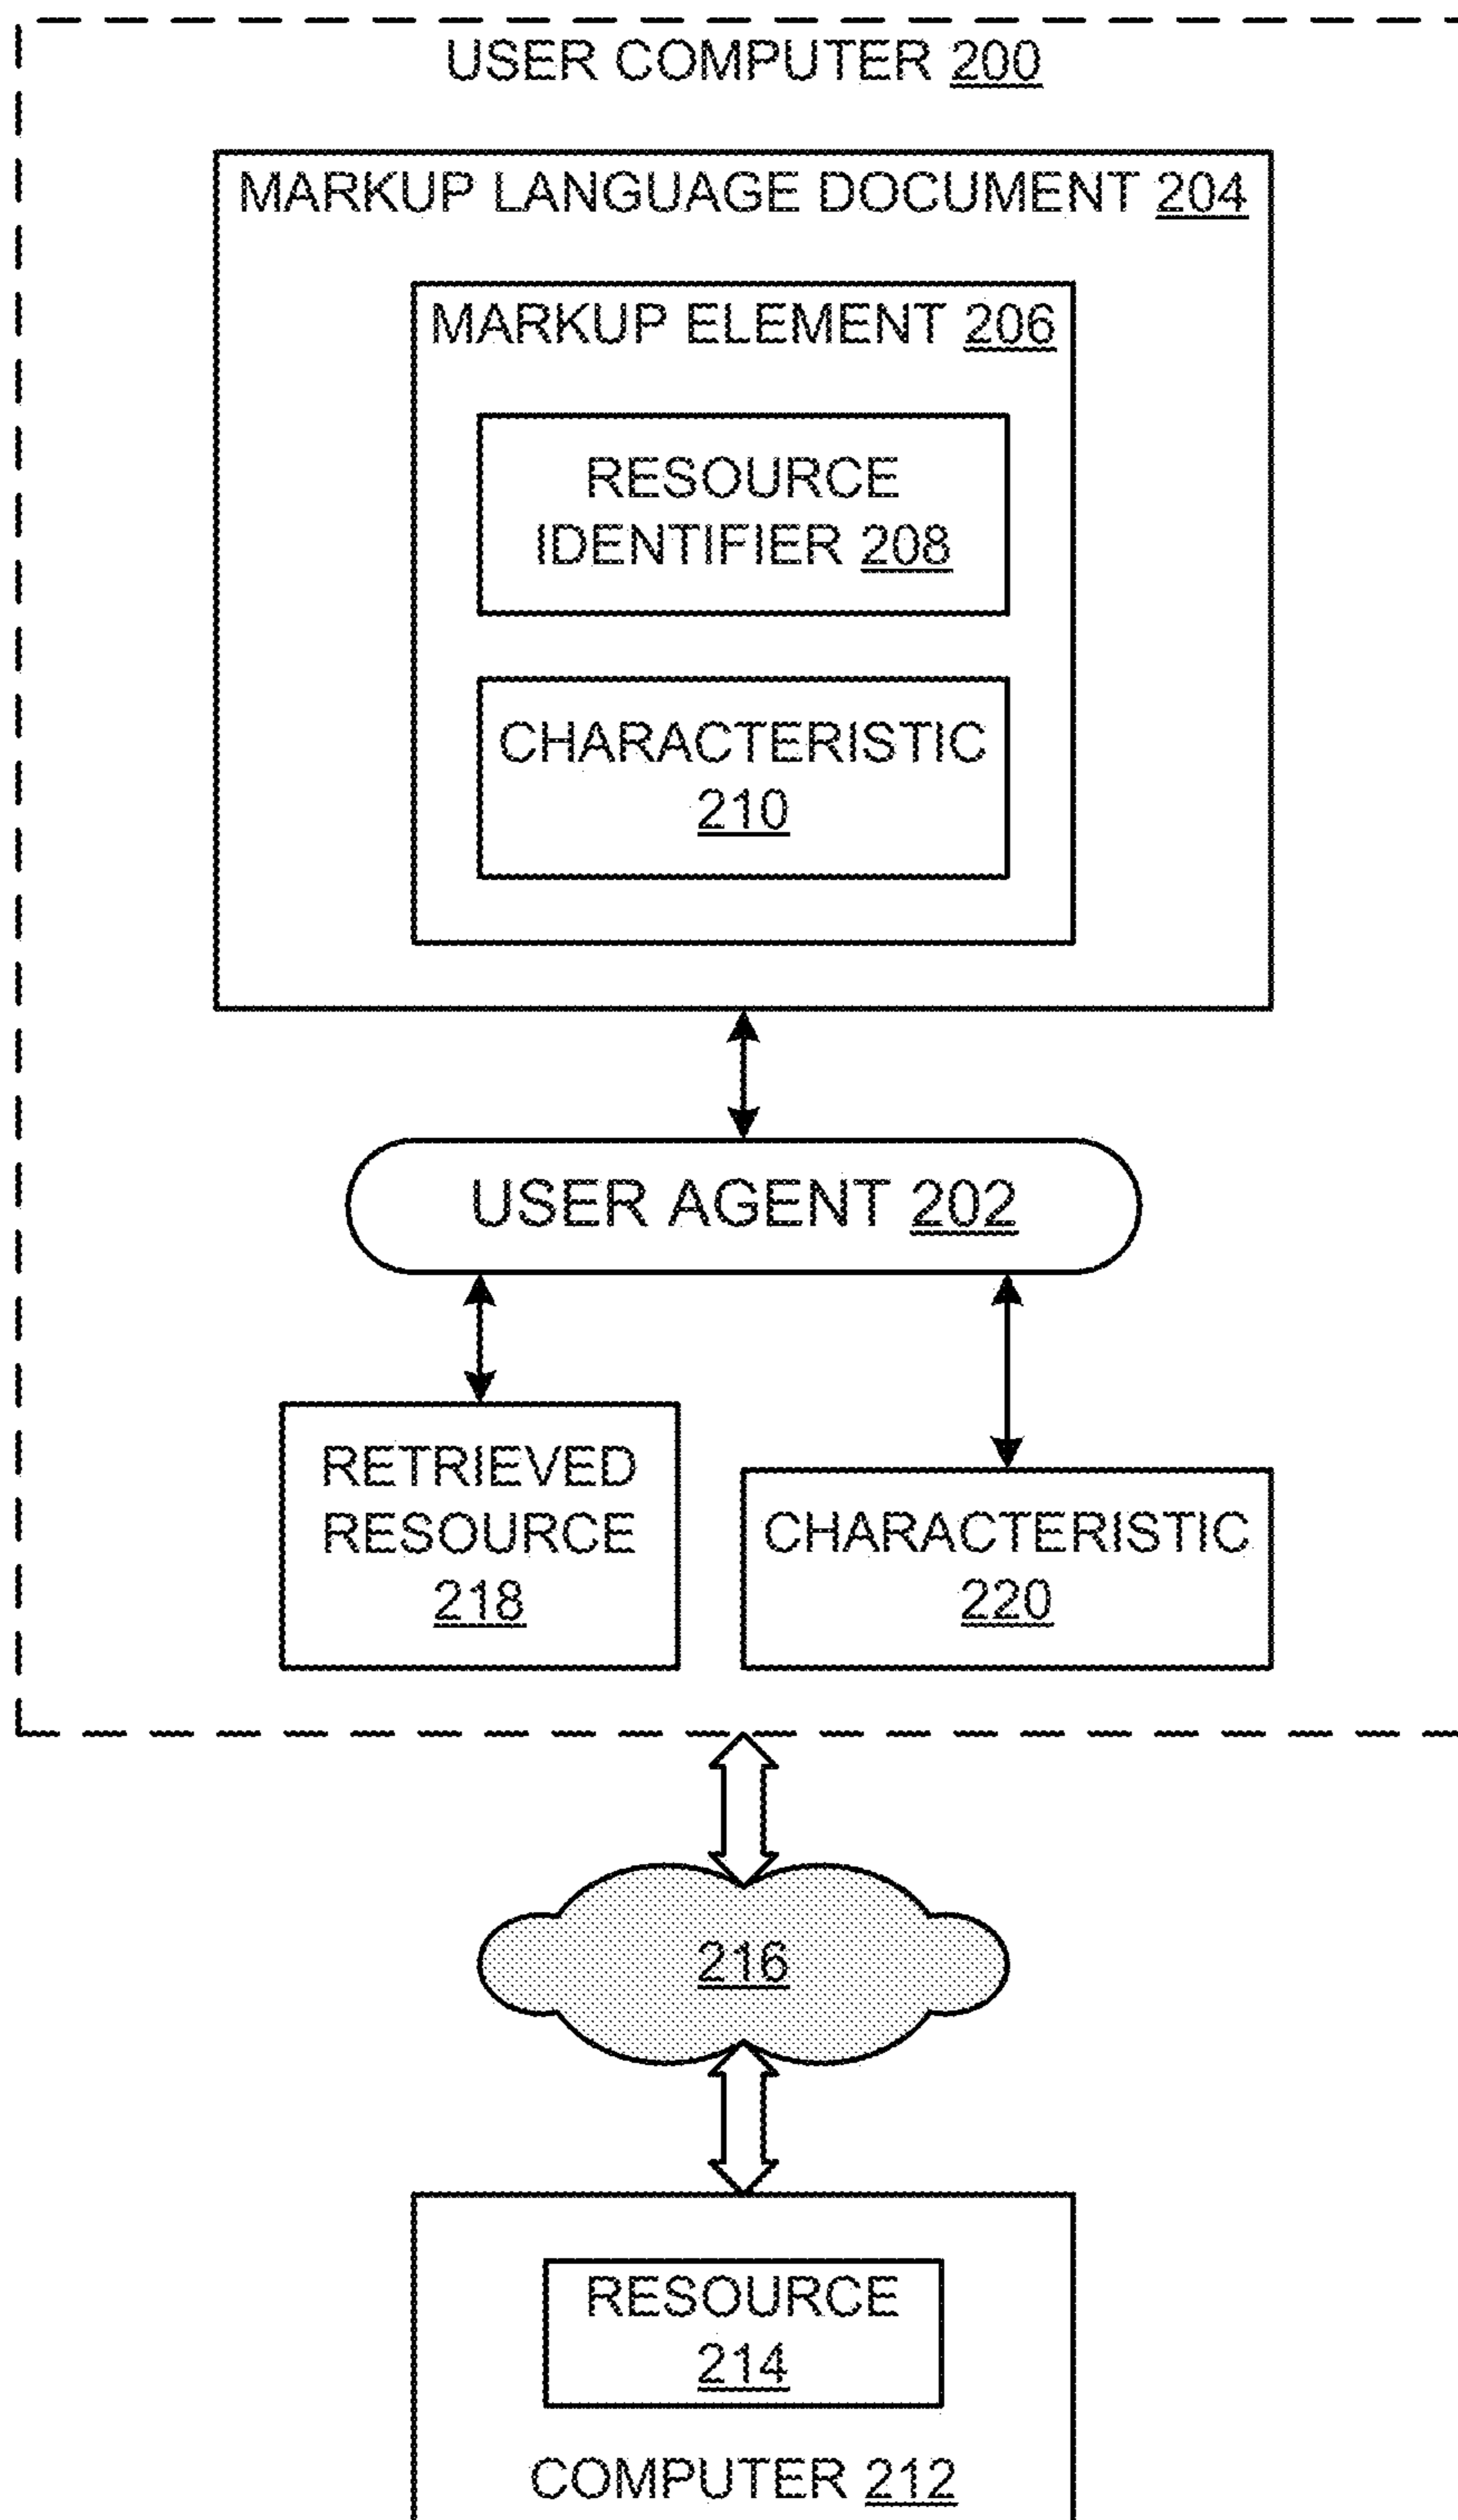 USER COMPUTER 200
MARKUP LANGUAGE DOCUMENT 204
MARKUP ELEMENT 206
RESOURCE
IDENTIFIER 208
CHARACTERISTIC
210
USER AGENT 202
RETRIEVED
RESOURCE
218
CHARACTERISTIC
220
216
RESOURCE
214
COMPUTER 212